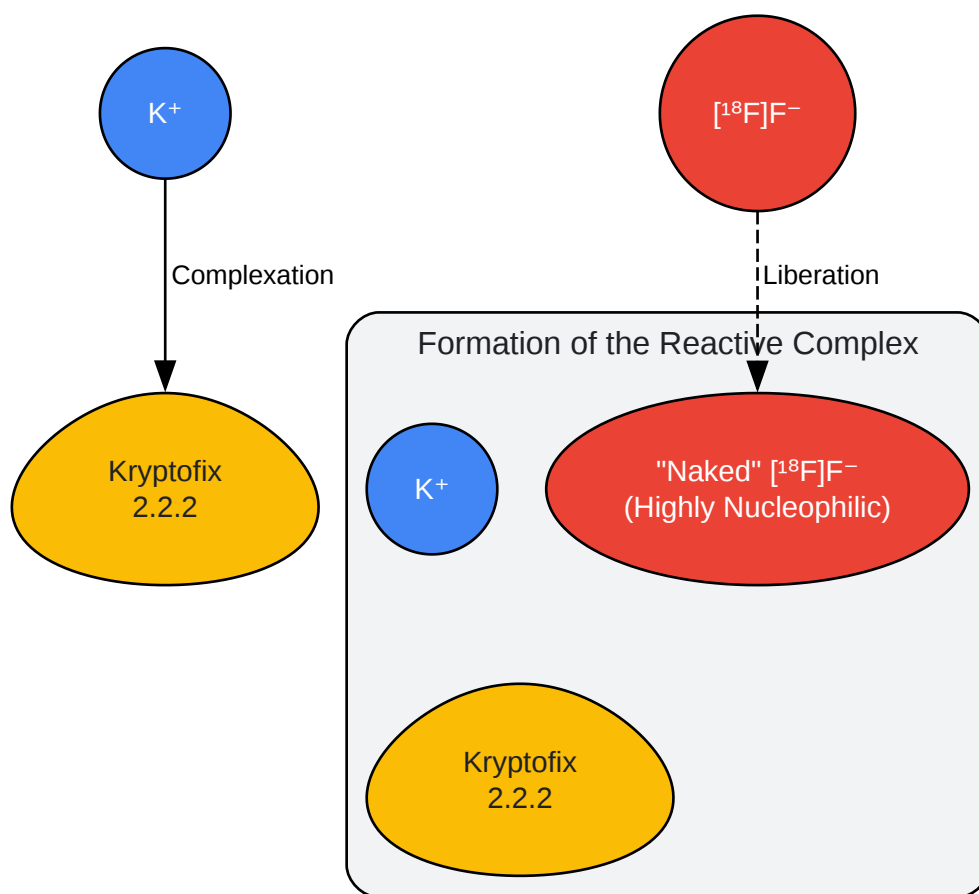 K⁺
[¹⁸F]F⁻
Complexation
Liberation
Formation of the Reactive Complex
Kryptofix
2.2.2
K⁺
"Naked" [¹⁸F]F⁻
(Highly Nucleophilic)
Kryptofix
2.2.2